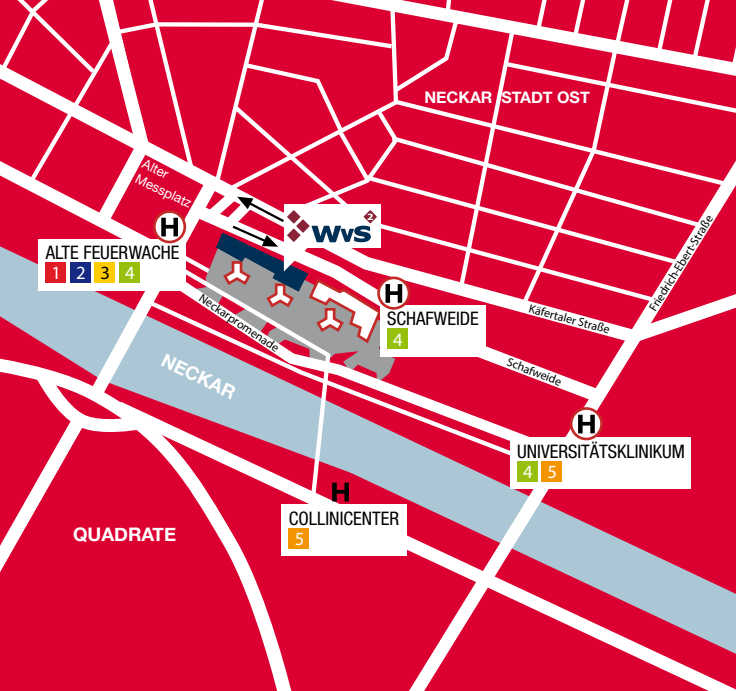 NECKAR STADT OST
Alter
Messplatz
H
WvS 2
ALTE FEUERWACHE
1 2 3 4
Friedrich-Ebert-Straße
H
SCHAFWEIDE
4
Neckarpromenade
Käfertaler Straße
Schafweide
NECKAR
H
UNIVERSITÄTSKLINIKUM
4 5
H
COLLINICENTER
5
QUADRATE